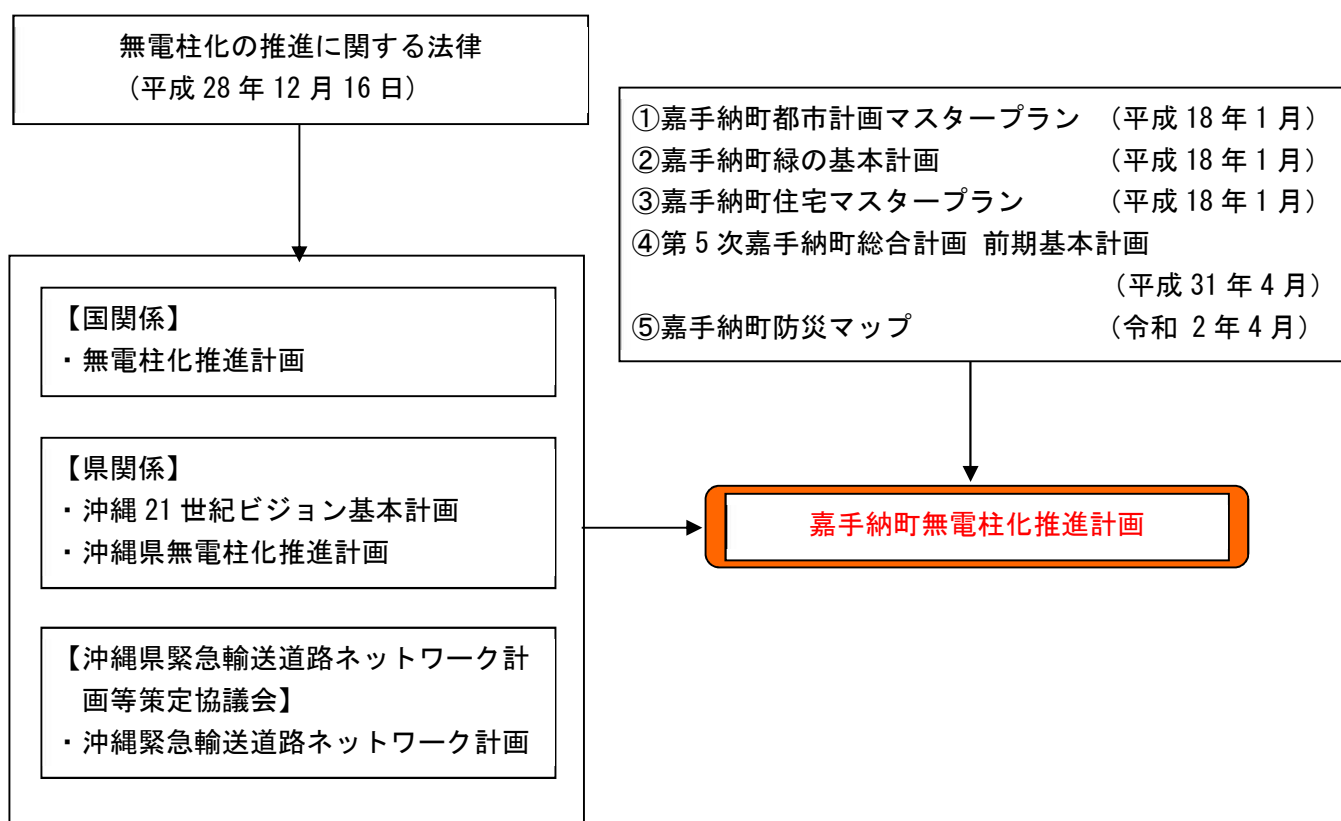 無電柱化の推進に関する法律
（平成 28 年 12 月 16 日）
①嘉手納町都市計画マスタープラン （平成 18 年 1 月）
②嘉手納町緑の基本計画 （平成 18 年 1 月）
③嘉手納町住宅マスタープラン （平成 18 年 1 月）
④第 5 次嘉手納町総合計画 前期基本計画
（平成 31 年 4 月）
⑤嘉手納町防災マップ （令和 2 年 4 月）
【国関係】
・無電柱化推進計画
【県関係】
・沖縄 21 世紀ビジョン基本計画
・沖縄県無電柱化推進計画
【沖縄県緊急輸送道路ネットワーク計
画等策定協議会】
・沖縄緊急輸送道路ネットワーク計画
嘉手納町無電柱化推進計画